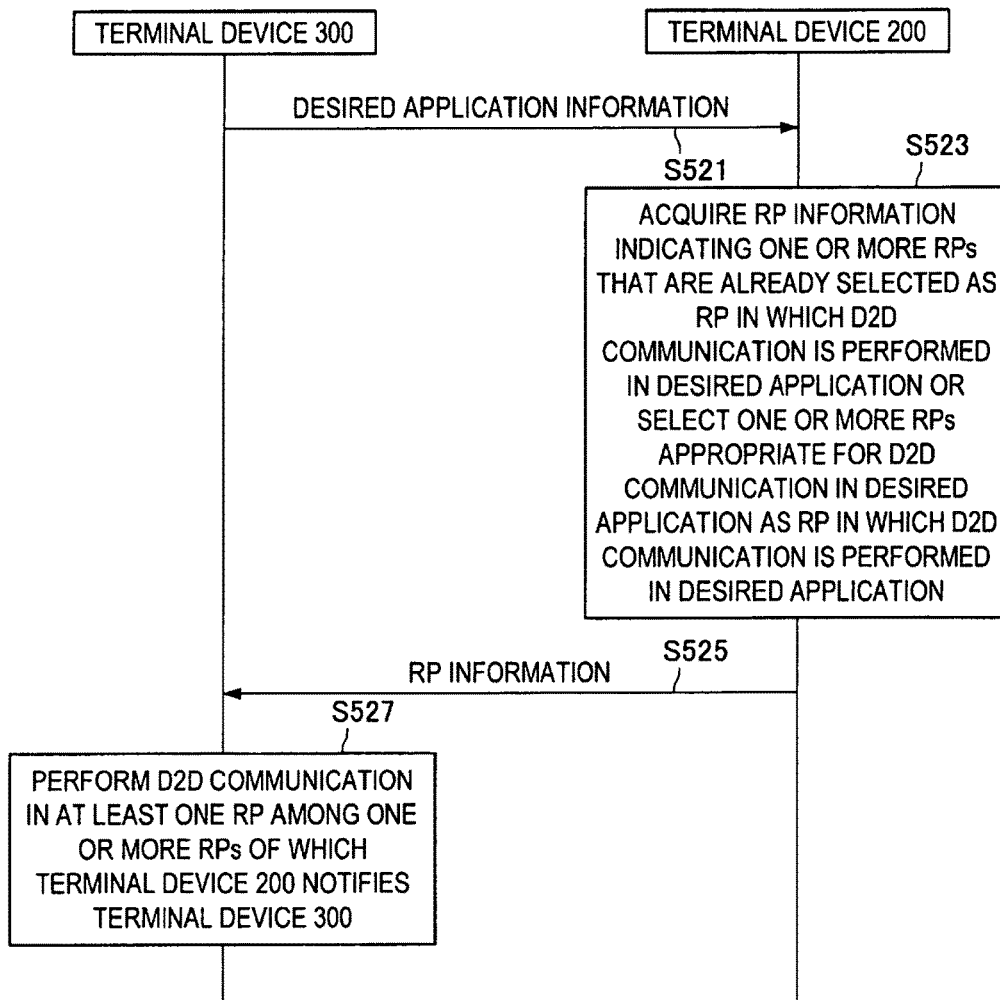 TERMINAL DEVICE 300
TERMINAL DEVICE 200
DESIRED APPLICATION INFORMATION
S521
S523
ACQUIRE RP INFORMATION
INDICATING ONE OR MORE RPs
THAT ARE ALREADY SELECTED AS
RP IN WHICH D2D
COMMUNICATION IS PERFORMED
IN DESIRED APPLICATION OR
SELECT ONE OR MORE RPs
APPROPRIATE FOR D2D
COMMUNICATION IN DESIRED
APPLICATION AS RP IN WHICH D2D
COMMUNICATION IS PERFORMED
IN DESIRED APPLICATION
RP INFORMATION
S525
S527
PERFORM D2D COMMUNICATION
IN AT LEAST ONE RP AMONG ONE
OR MORE RPs OF WHICH
TERMINAL DEVICE 200 NOTIFIES
TERMINAL DEVICE 300